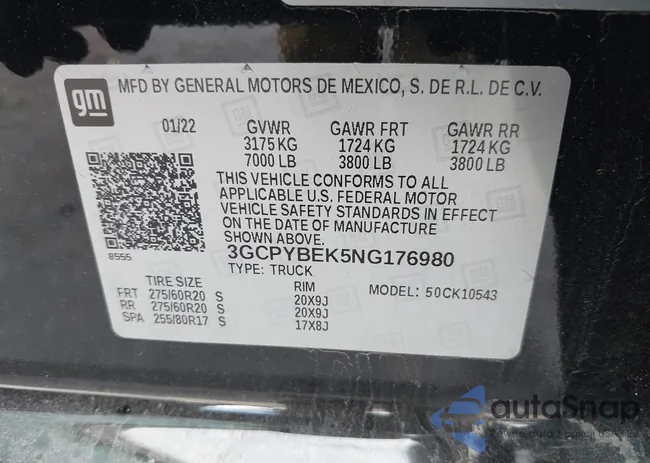 gm
MFD BY GENERAL MOTORS DE MEXICO, S. DE R.L. DE C.V.
01/22 GVWR GAWR FRT GAWR RR
3175 KG 1724 KG 1724 KG
7000 LB 3800 LB 3800 LB
THIS VEHICLE CONFORMS TO ALL
APPLICABLE U.S. FEDERAL MOTOR
VEHICLE SAFETY STANDARDS IN EFFECT
ON THE DATE OF MANUFACTURE
SHOWN ABOVE.
8555
3GCPYBEK5NG176980
TYPE: TRUCK
TIRE SIZE RIM MODEL: 50CK10543
FRT 275/60R20 S 20X9J
RR 275/60R20 S 20X9J
SPA 255/80R17 S 17X8J
autoSnap